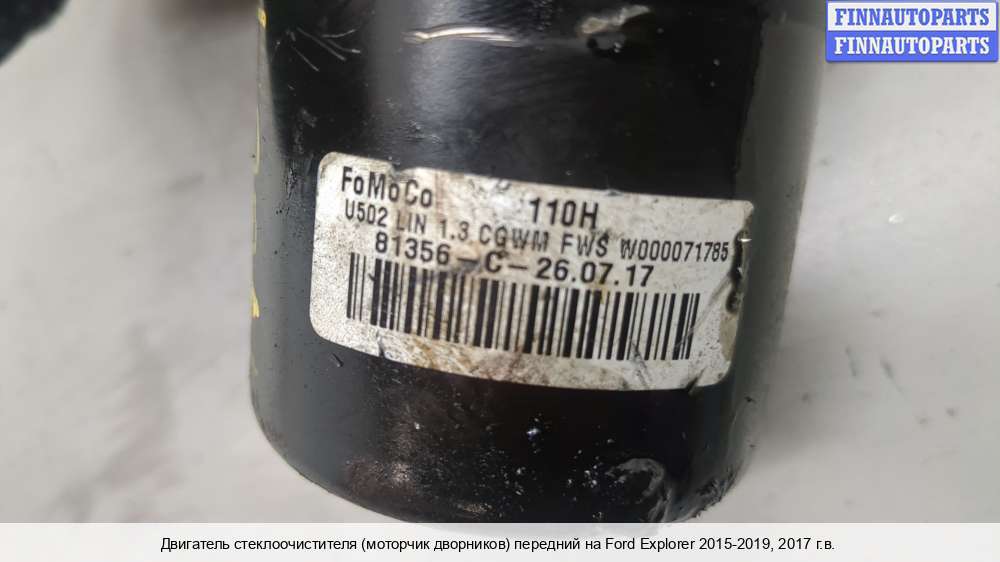 FINNAUTOPARTS
FINNAUTOPARTS
FoMoCo 110H
U502 LIN 1.3 CGWM FWS W000071785
81356-C-26.07.17
Двигатель стеклоочистителя (моторчик дворников) передний на Ford Explorer 2015-2019, 2017 г.в.